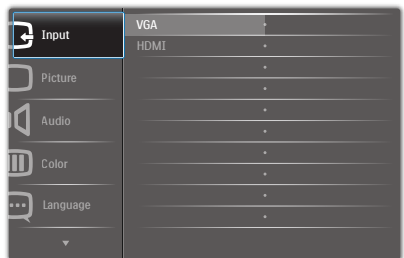 Input
Picture
Audio
Color
Language
VGA
HDMI